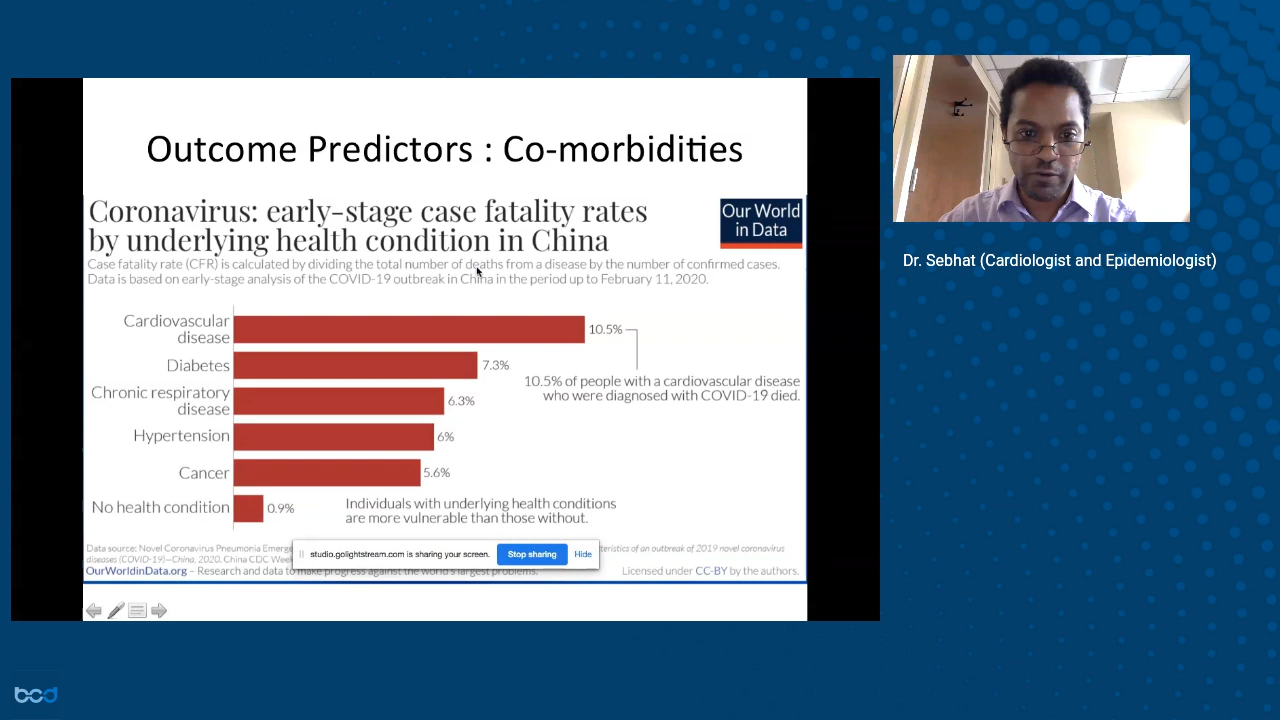 Outcome Predictors : Co-morbidities
Coronavirus: early-stage case fatality rates
by underlying health condition in China
Our World
in Data
Case fatality rate (CFR) is calculated by dividing the total number of deaths from a disease by the number of confirmed cases.
Data is based on early-stage analysis of the COVID-19 outbreak in China in the period up to February 11, 2020.
Cardiovascular
disease
10.5%
Diabetes
7.3%
10.5% of people with a cardiovascular disease
who were diagnosed with COVID-19 died.
Chronic respiratory
disease
6.3%
Hypertension
6%
Cancer
5.6%
No health condition
0.9%
Individuals with underlying health conditions
are more vulnerable than those without.
Data source: Novel Coronavirus Pneumonia of an outbreak of 2019 novel coronavirus
diseases (COVID-19)—China, 2020. China CDC
studio.golightstream.com is sharing your screen.
Stop sharing
Hide
OurWorldinData.org – Research and data to make progress against the world's largest problems.
Licensed under CC-BY by the authors.
Dr. Sebhat (Cardiologist and Epidemiologist)
bcd